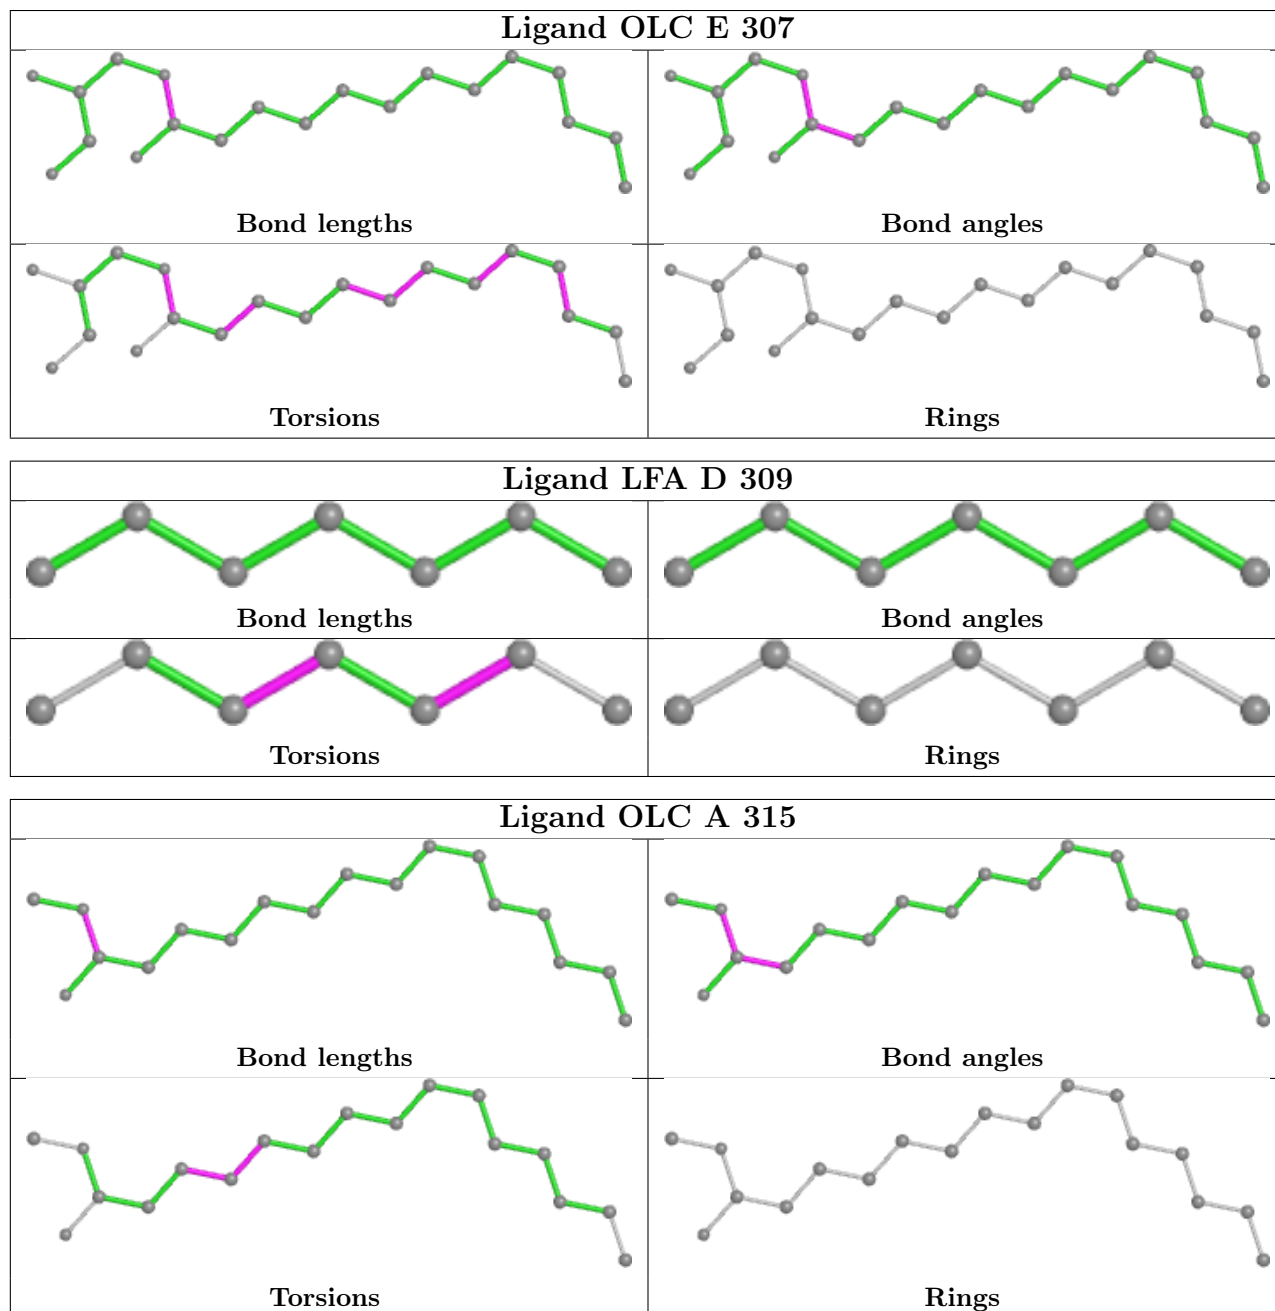 Ligand OLC E 307
Bond lengths
Bond angles
Torsions
Rings
Ligand LFA D 309
Bond lengths
Bond angles
Torsions
Rings
Ligand OLC A 315
Bond lengths
Bond angles
Torsions
Rings